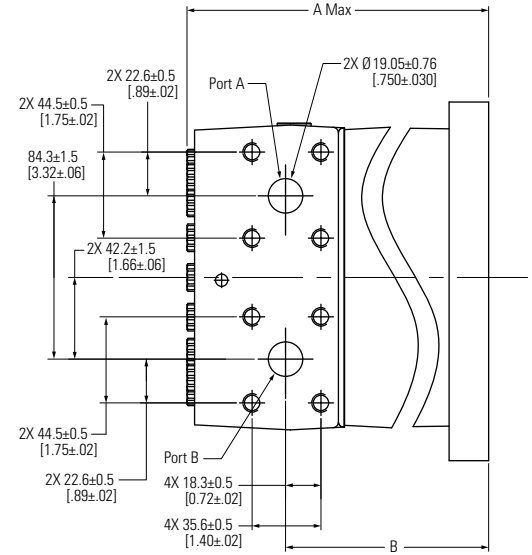 A Max
2X 22.6±0.5
[.89±.02]
Port A
2X Ø 19.05±0.76
[.750±.030]
2X 44.5±0.5
[1.75±.02]
84.3±1.5
[3.32±.06]
2X 42.2±1.5
[1.66±.06]
2X 44.5±0.5
[1.75±.02]
Port B
2X 22.6±0.5
[.89±.02]
4X 18.3±0.5
[0.72±.02]
4X 35.6±0.5
[1.40±.02]
B